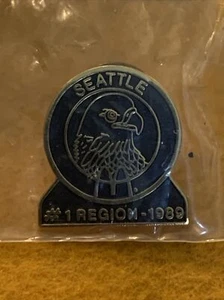 SEATTLE
#1 REGION - 1989